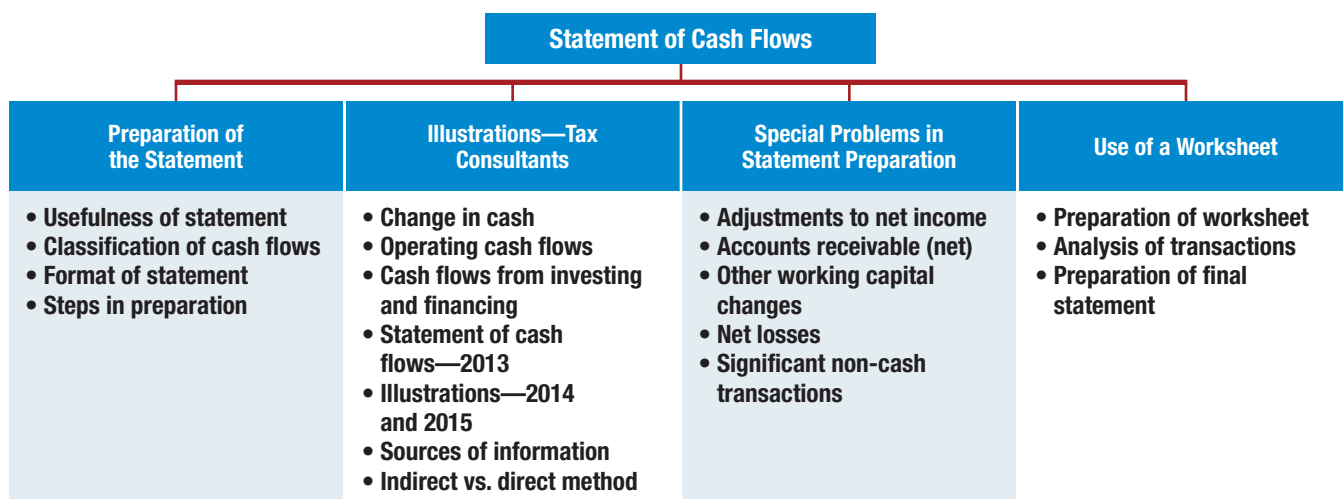 Statement of Cash Flows
Preparation of
the Statement
• Usefulness of statement
• Classification of cash flows
• Format of statement
• Steps in preparation
Illustrations—Tax
Consultants
• Change in cash
• Operating cash flows
• Cash flows from investing
and financing
• Statement of cash
flows—2013
• Illustrations—2014
and 2015
• Sources of information
• Indirect vs. direct method
Special Problems in
Statement Preparation
• Adjustments to net income
• Accounts receivable (net)
• Other working capital
changes
• Net losses
• Significant non-cash
transactions
Use of a Worksheet
• Preparation of worksheet
• Analysis of transactions
• Preparation of final
statement